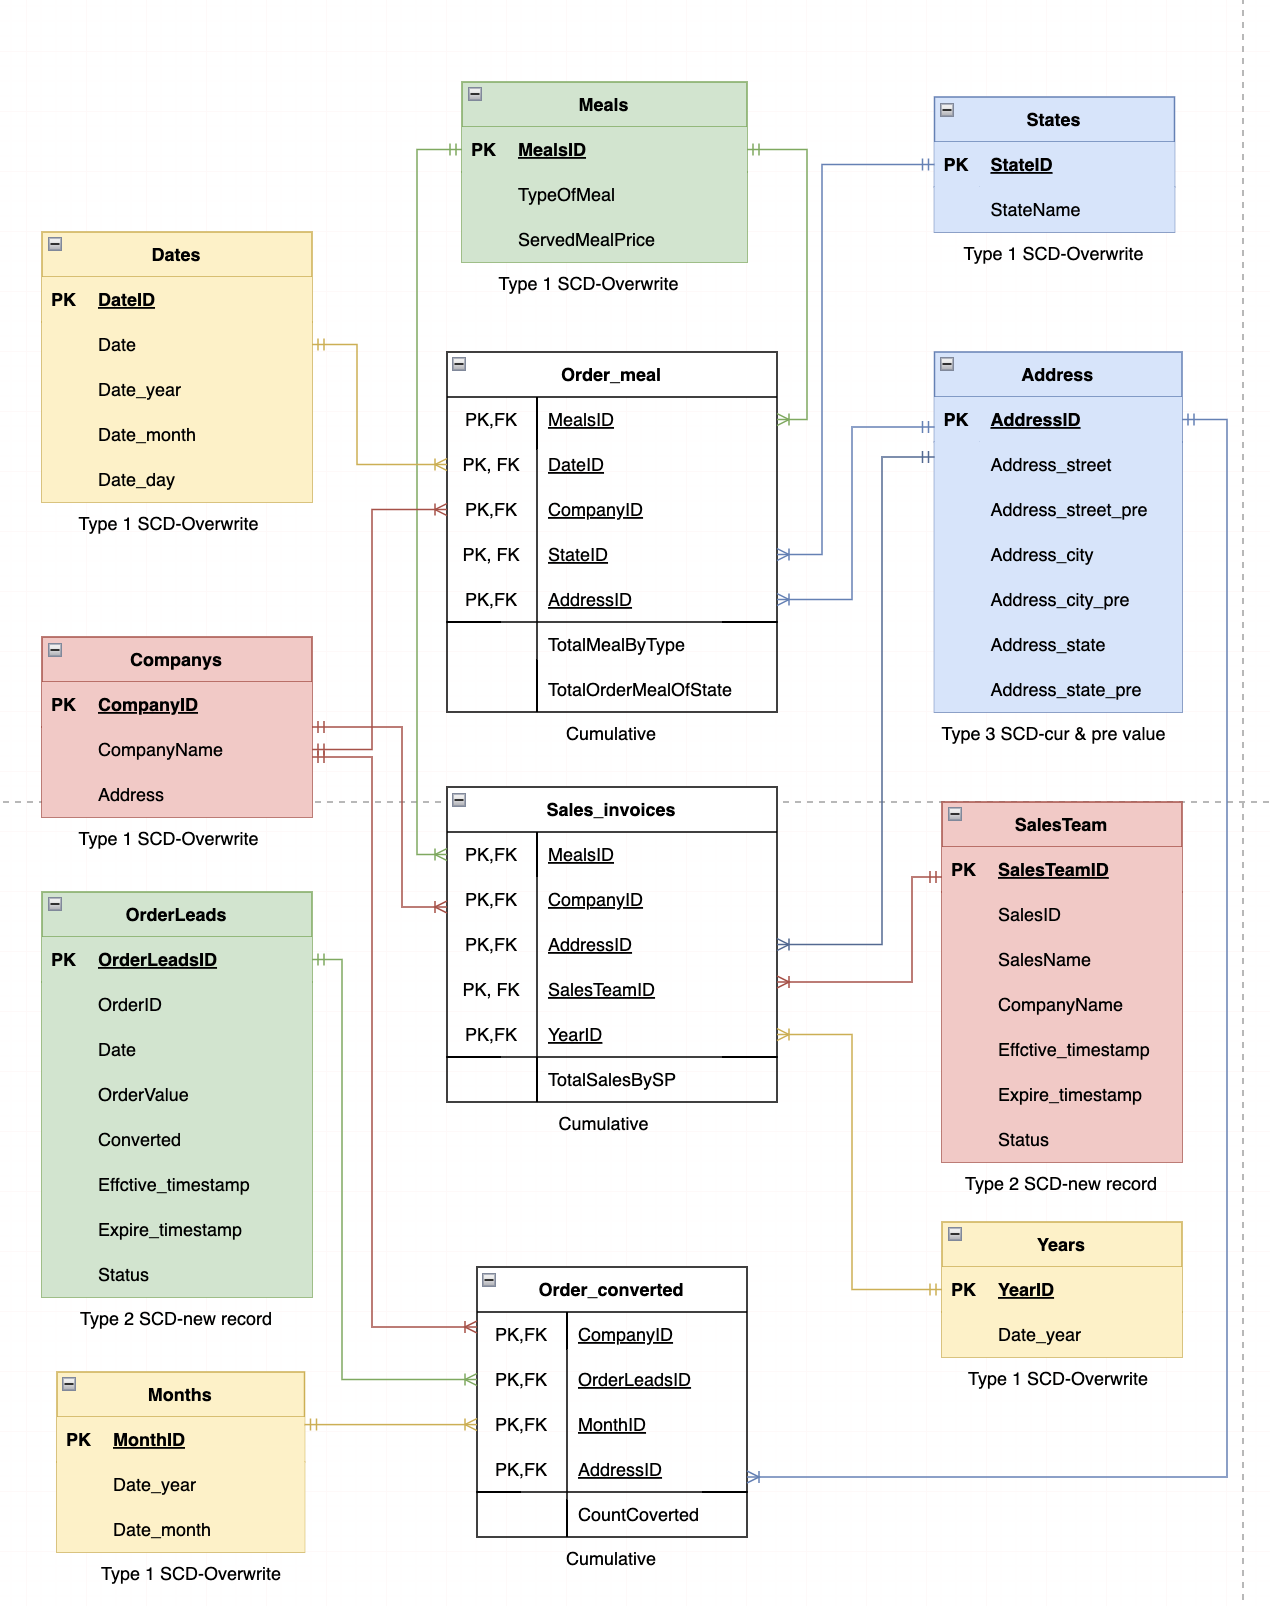 Meals
PK MealsID
TypeOfMeal
ServedMealPrice
Type 1 SCD-Overwrite
States
PK StateID
StateName
Type 1 SCD-Overwrite
Dates
PK DateID
Date
Date_year
Date_month
Date_day
Type 1 SCD-Overwrite
Order_meal
PK,FK MealsID
PK, FK DateID
PK,FK CompanyID
PK, FK StateID
PK,FK AddressID
TotalMealByType
TotalOrderMealOfState
Cumulative
Address
PK AddressID
Address_street
Address_street_pre
Address_city
Address_city_pre
Address_state
Address_state_pre
Type 3 SCD-cur & pre value
Companys
PK CompanyID
CompanyName
Address
Type 1 SCD-Overwrite
Sales_invoices
PK,FK MealsID
PK,FK CompanyID
PK,FK AddressID
PK, FK SalesTeamID
PK,FK YearID
TotalSalesBySP
Cumulative
SalesTeam
PK SalesTeamID
SalesID
SalesName
CompanyName
Effctive_timestamp
Expire_timestamp
Status
Type 2 SCD-new record
OrderLeads
PK OrderLeadsID
OrderID
Date
OrderValue
Converted
Effctive_timestamp
Expire_timestamp
Status
Type 2 SCD-new record
Years
PK YearID
Date_year
Type 1 SCD-Overwrite
Order_converted
PK,FK CompanyID
PK,FK OrderLeadsID
PK,FK MonthID
PK,FK AddressID
CountCoverted
Cumulative
Months
PK MonthID
Date_year
Date_month
Type 1 SCD-Overwrite